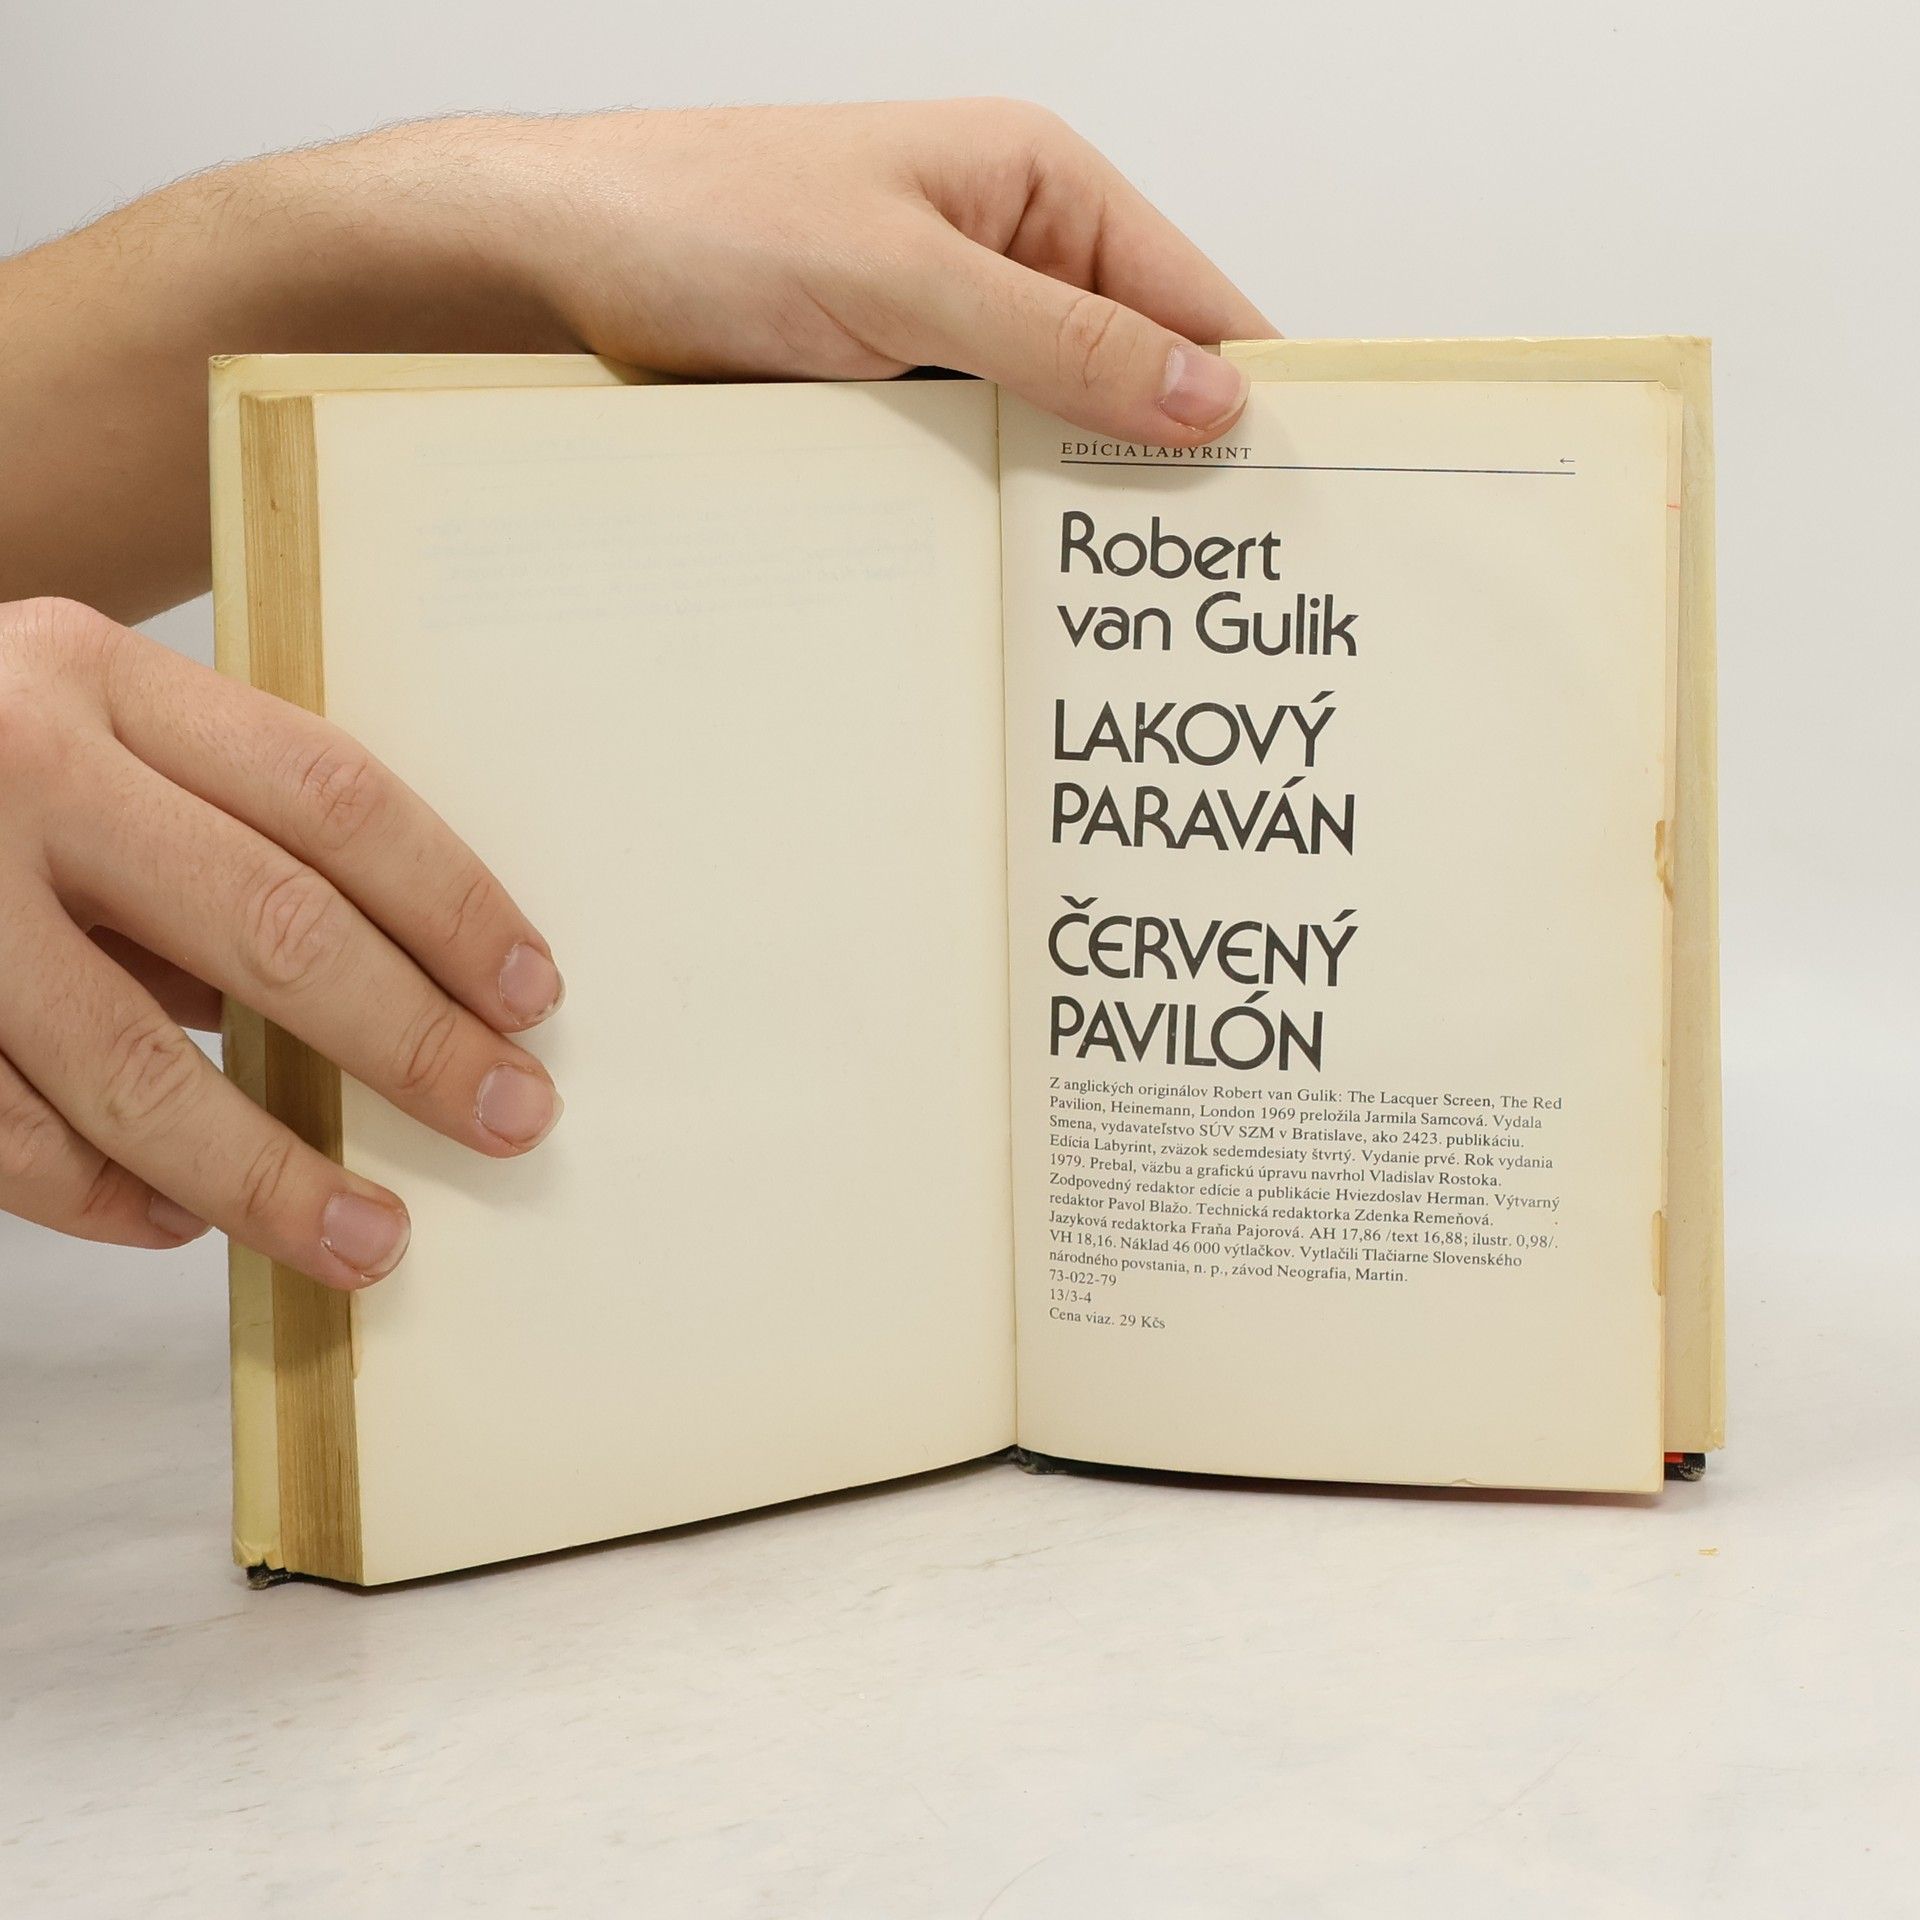 EDÍCIA LABYRINT ←
Robert
van Gulik
LAKOVÝ
PARAVÁN
ČERVENÝ
PAVILÓN
Z anglických originálov Robert van Gulik: The Lacquer Screen, The Red
Pavilion, Heinemann, London 1969 preložila Jarmila Samcová. Vydala
Smena, vydavateľstvo SÚV SZM v Bratislave, ako 2423. publikáciu.
Edícia Labyrint, zväzok sedemdesiaty štvrtý. Vydanie prvé. Rok vydania
1979. Prebal, väzbu a grafickú úpravu navrhol Vladislav Rostoka.
Zodpovedný redaktor edície a publikácie Hviezdoslav Herman. Výtvarný
redaktor Pavol Blažo. Technická redaktorka Zdenka Remeňová.
Jazyková redaktorka Fraňa Pajorová. AH 17,86 /text 16,88; ilustr. 0,98/.
VH 18,16. Náklad 46 000 výtlačkov. Vytlačili Tlačiarne Slovenského
národného povstania, n. p., závod Neografia, Martin.
73-022-79
13/3-4
Cena viaz. 29 Kčs